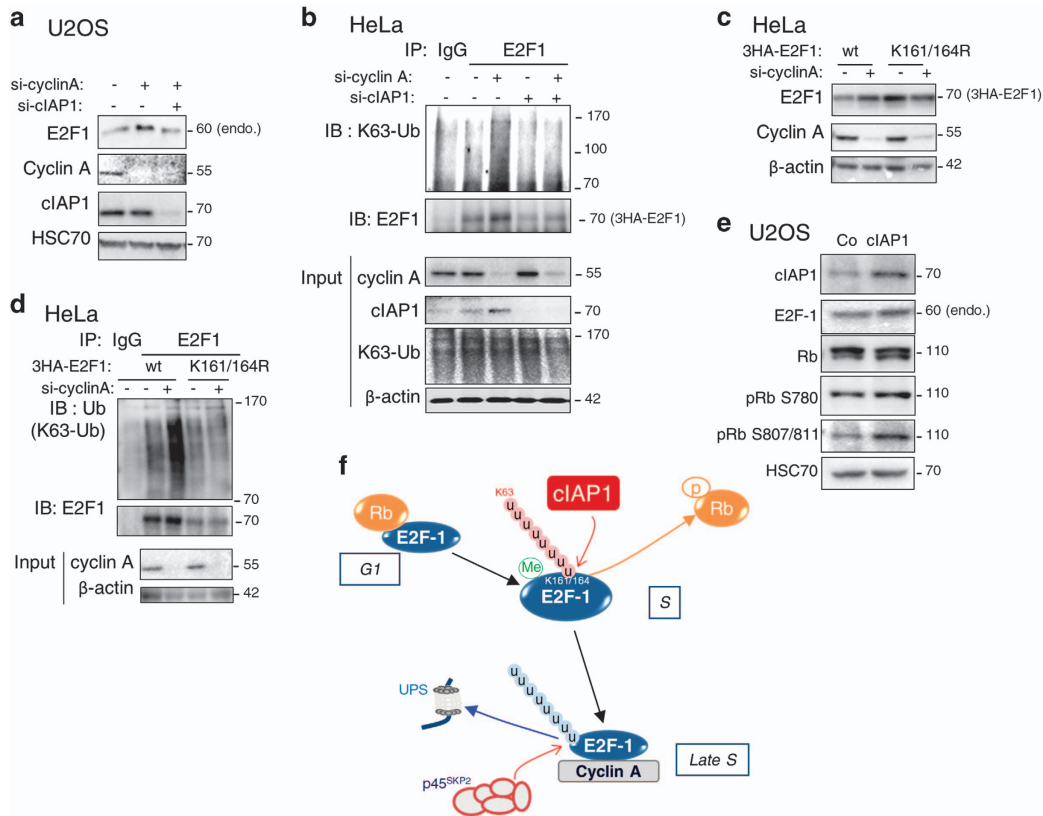 a
U2OS
si-cyclinA: - + +
si-cIAP1: - - +
E2F1 60 (endo.)
Cyclin A 55
cIAP1 70
HSC70 70
b
HeLa
IP: IgG E2F1
si-cyclin A: - - + - +
si-cIAP1: - - - + +
IB : K63-Ub
170
100
70
IB: E2F1 70 (3HA-E2F1)
Input
cyclin A 55
cIAP1 70
K63-Ub 170
β-actin 42
c
HeLa
3HA-E2F1: wt K161/164R
si-cyclinA: - + - +
E2F1 70 (3HA-E2F1)
Cyclin A 55
β-actin 42
d
HeLa
IP: IgG E2F1
3HA-E2F1: wt K161/164R
si-cyclinA: - - + - +
IB : Ub
(K63-Ub)
170
70
IB: E2F1 70
Input
cyclin A 55
β-actin 42
e
U2OS
Co cIAP1
cIAP1 70
E2F-1 60 (endo.)
Rb 110
pRb S780 110
pRb S807/811 110
HSC70 70
f
Rb
E2F-1
G1
K63
u u u u u u u u u
cIAP1
p
Rb
Me
K161/164
E2F-1
S
UPS
u u u u u u u u u
E2F-1
Cyclin A
Late S
p45SKP2